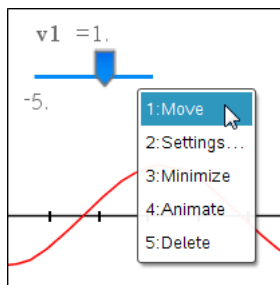 v1 =1.
-5.
1:Move
2:Settings...
3:Minimize
4:Animate
5:Delete